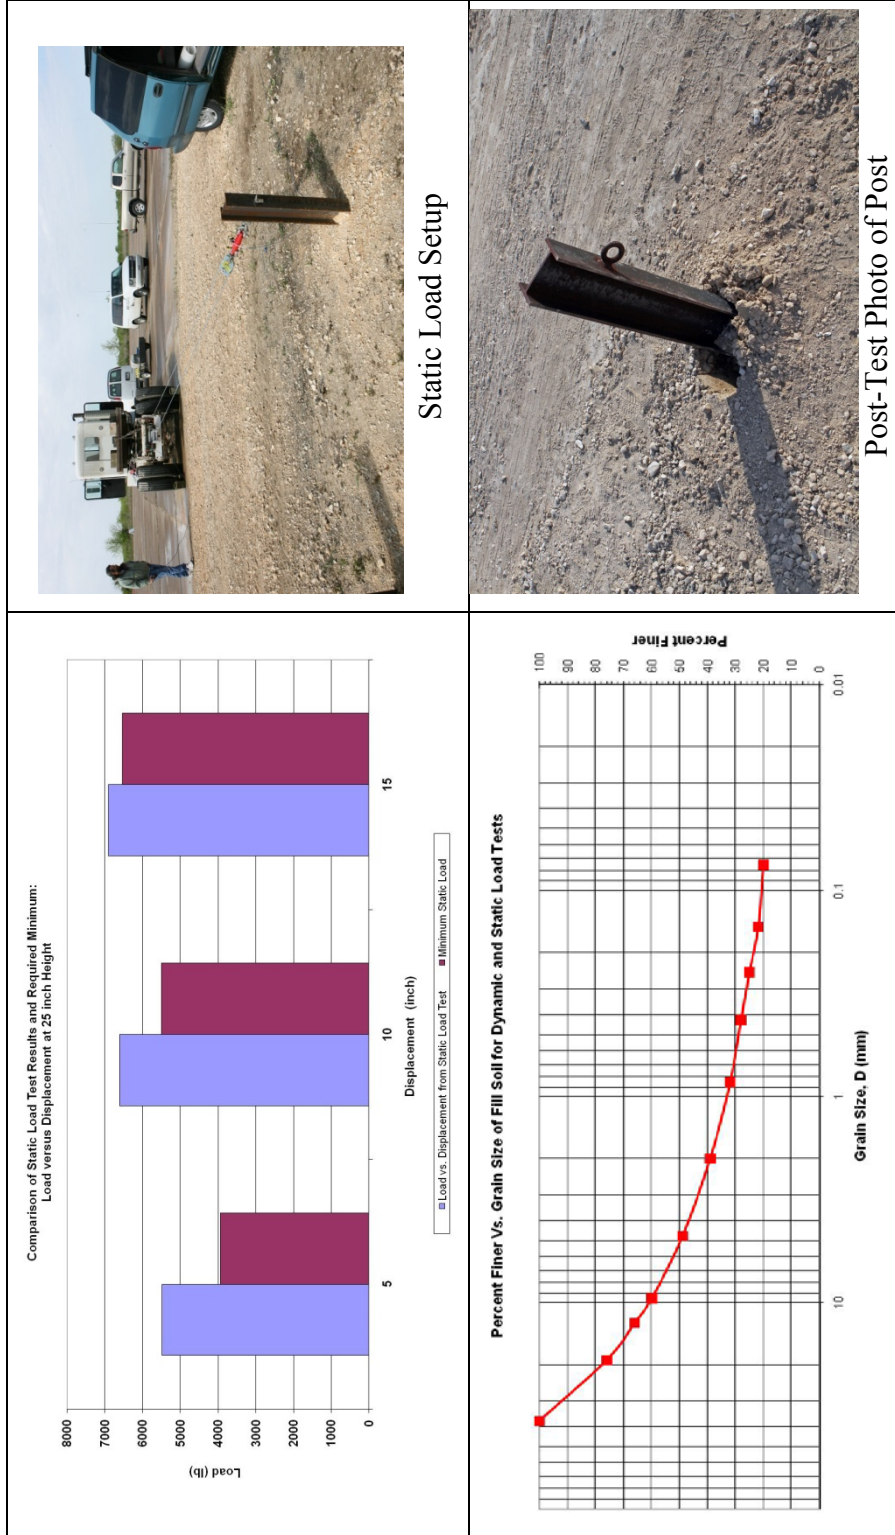 Comparison of Static Load Test Results and Required Minimum:
Load versus Displacement at 25 inch Height
8000
7000
6000
5000
4000
3000
2000
1000
0
Load (lb)
5
10
15
Displacement (inch)
Load vs. Displacement from Static Load Test
Minimum Static Load
Static Load Setup
Percent Finer Vs. Grain Size of Fill Soil for Dynamic and Static Load Tests
100
90
80
70
60
50
40
30
20
10
0
Percent Finer
10
1
0.1
0.01
Grain Size, D (mm)
Post-Test Photo of Post